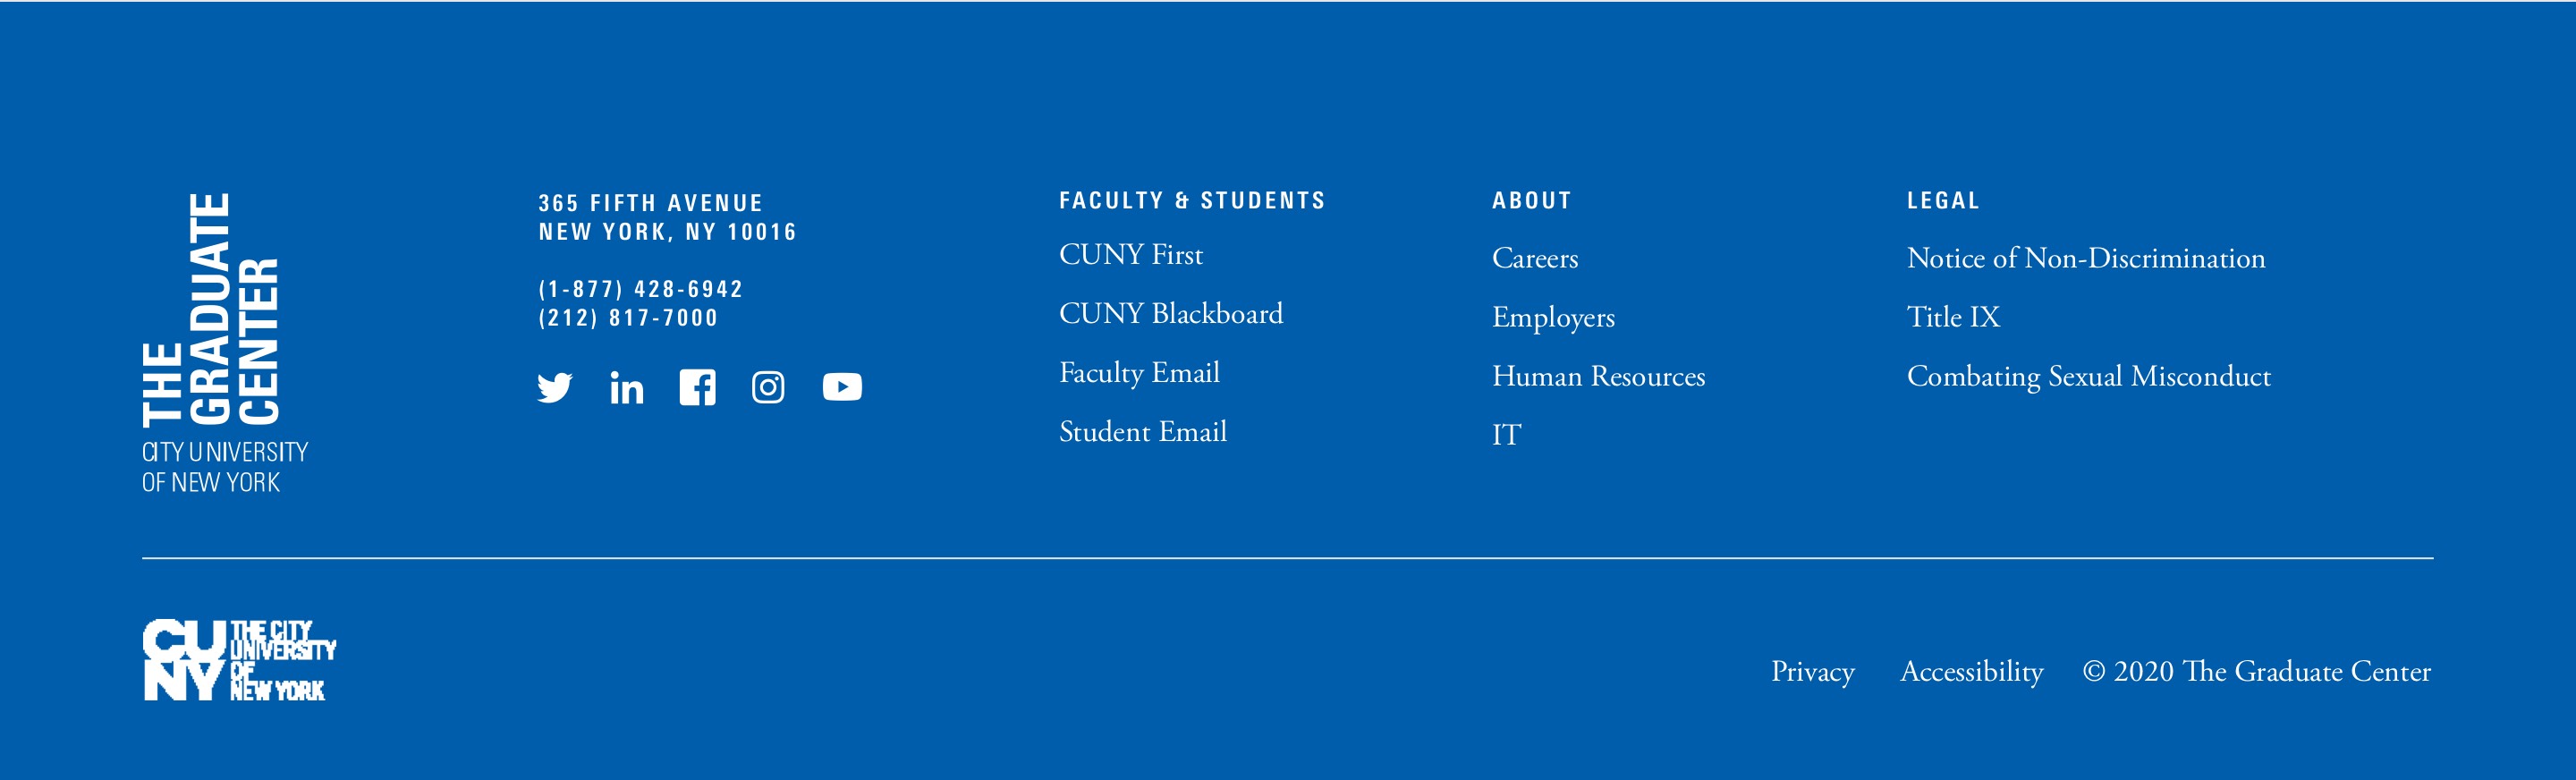 THE
GRADUATE
CENTER
CITY UNIVERSITY
OF NEW YORK
365 FIFTH AVENUE
NEW YORK, NY 10016
(1-877) 428-6942
(212) 817-7000
in
FACULTY & STUDENTS
CUNY First
CUNY Blackboard
Faculty Email
Student Email
ABOUT
Careers
Employers
Human Resources
IT
LEGAL
Notice of Non-Discrimination
Title IX
Combating Sexual Misconduct
CU
NY
THE CITY
UNIVERSITY
OF
NEW YORK
Privacy Accessibility © 2020 The Graduate Center